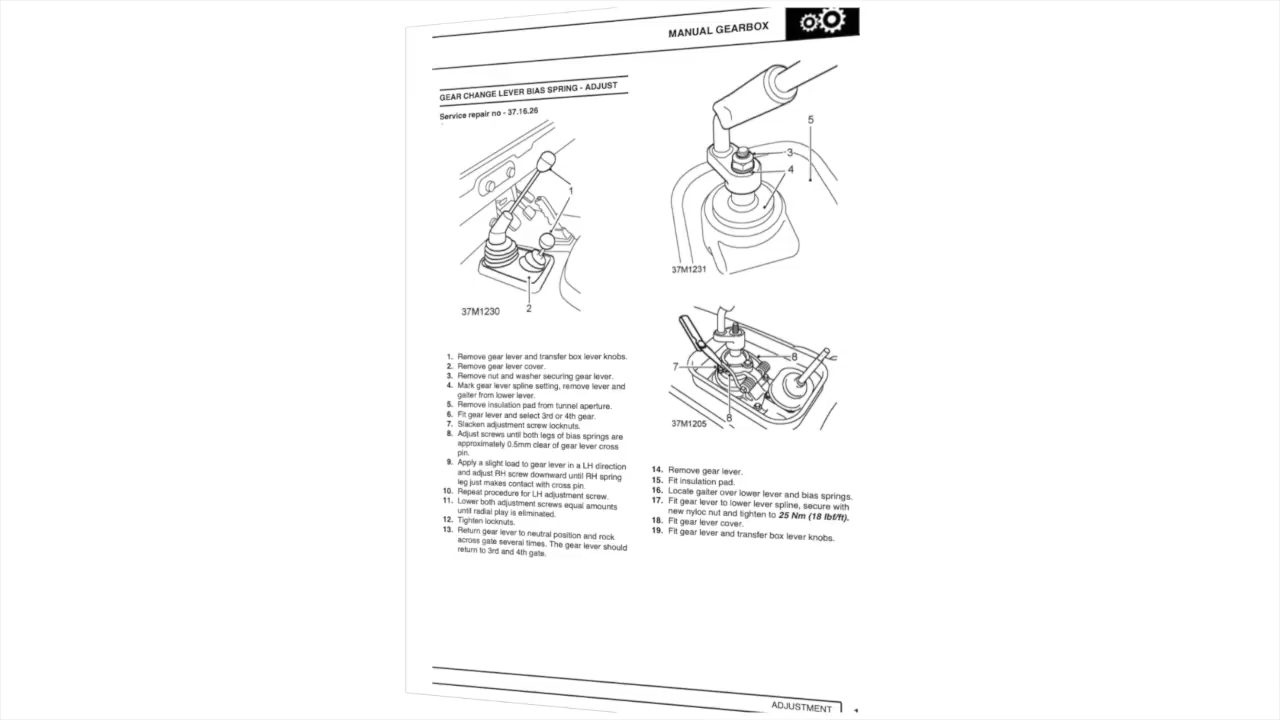 MANUAL GEARBOX
GEAR CHANGE LEVER BIAS SPRING - ADJUST
Service repair no - 37.16.26
1
2
37M1230
1. Remove gear lever and transfer box lever knobs.
2. Remove gear lever cover.
3. Remove nut and washer securing gear lever.
4. Mark gear lever spline setting, remove lever and
gaiter from lower lever.
5. Remove insulation pad from tunnel aperture.
6. Fit gear lever and select 3rd or 4th gear.
7. Slacken adjustment screw locknuts.
8. Adjust screws until both legs of bias springs are
approximately 0.5mm clear of gear lever cross
pin.
9. Apply a slight load to gear lever in a LH direction
and adjust RH screw downward until RH spring
leg just makes contact with cross pin.
10. Repeat procedure for LH adjustment screw.
11. Lower both adjustment screws equal amounts
until radial play is eliminated.
12. Tighten locknuts.
13. Return gear lever to neutral position and rock
across gate several times. The gear lever should
return to 3rd and 4th gate.
5
3
4
37M1231
8
7
8
37M1205
14. Remove gear lever.
15. Fit insulation pad.
16. Locate gaiter over lower lever and bias springs.
17. Fit gear lever to lower lever spline, secure with
new nyloc nut and tighten to 25 Nm (18 lbf/ft).
18. Fit gear lever cover.
19. Fit gear lever and transfer box lever knobs.
ADJUSTMENT
1